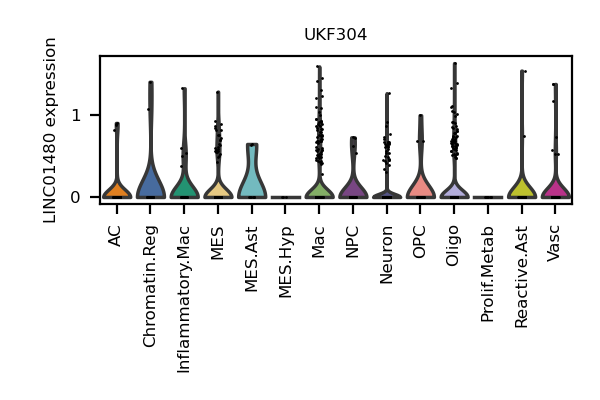 UKF304
LINC01480 expression
1
0
AC
Chromatin.Reg
Inflammatory.Mac
MES
MES.Ast
MES.Hyp
Mac
NPC
Neuron
OPC
Oligo
Prolif.Metab
Reactive.Ast
Vasc